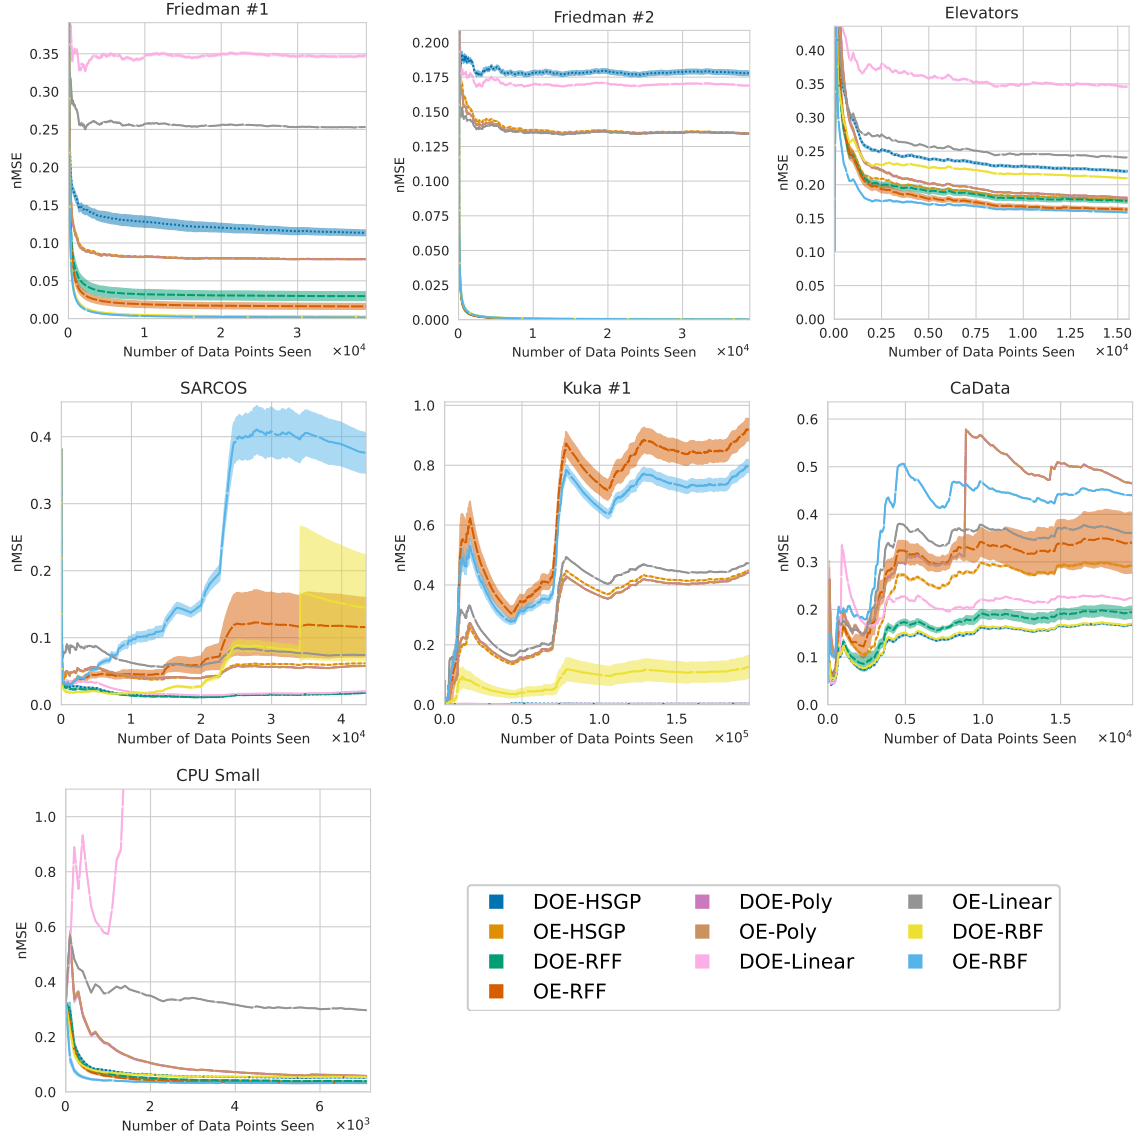 Friedman #1
nMSE
0.35
0.30
0.25
0.20
0.15
0.10
0.05
0.00
0 1 2 3
Number of Data Points Seen ×10⁴
Friedman #2
nMSE
0.200
0.175
0.150
0.125
0.100
0.075
0.050
0.025
0.000
0 1 2 3
Number of Data Points Seen ×10⁴
Elevators
nMSE
0.40
0.35
0.30
0.25
0.20
0.15
0.10
0.05
0.00
0.00 0.25 0.50 0.75 1.00 1.25 1.50
Number of Data Points Seen ×10⁴
SARCOS
nMSE
0.4
0.3
0.2
0.1
0.0
0 1 2 3 4
Number of Data Points Seen ×10⁴
Kuka #1
nMSE
1.0
0.8
0.6
0.4
0.2
0.0
0.0 0.5 1.0 1.5
Number of Data Points Seen ×10⁵
CaData
nMSE
0.6
0.5
0.4
0.3
0.2
0.1
0.0
0.0 0.5 1.0 1.5
Number of Data Points Seen ×10⁴
CPU Small
nMSE
1.0
0.8
0.6
0.4
0.2
0.0
0 2 4 6
Number of Data Points Seen ×10³
DOE-HSGP
OE-HSGP
DOE-RFF
OE-RFF
DOE-Poly
OE-Poly
DOE-Linear
OE-Linear
DOE-RBF
OE-RBF